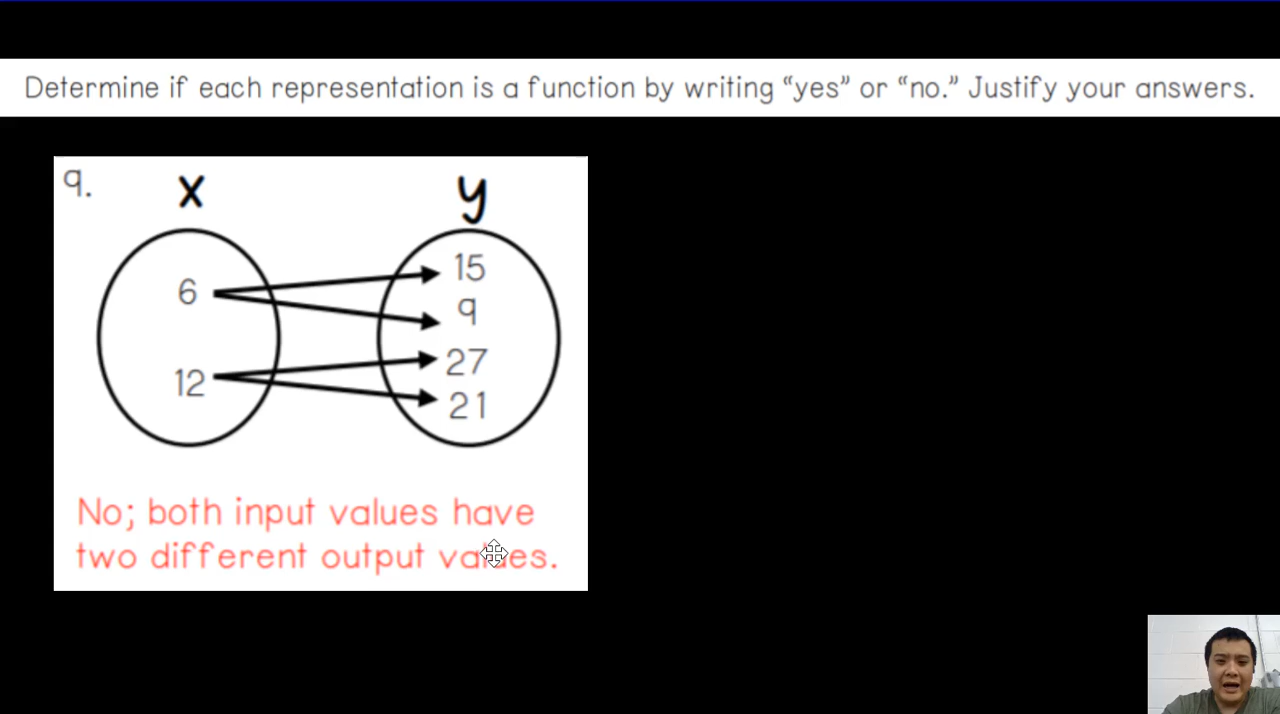 Determine if each representation is a function by writing “yes” or “no.” Justify your answers.
9.
x y
15
6
9
27
12
21
No; both input values have
two different output values.